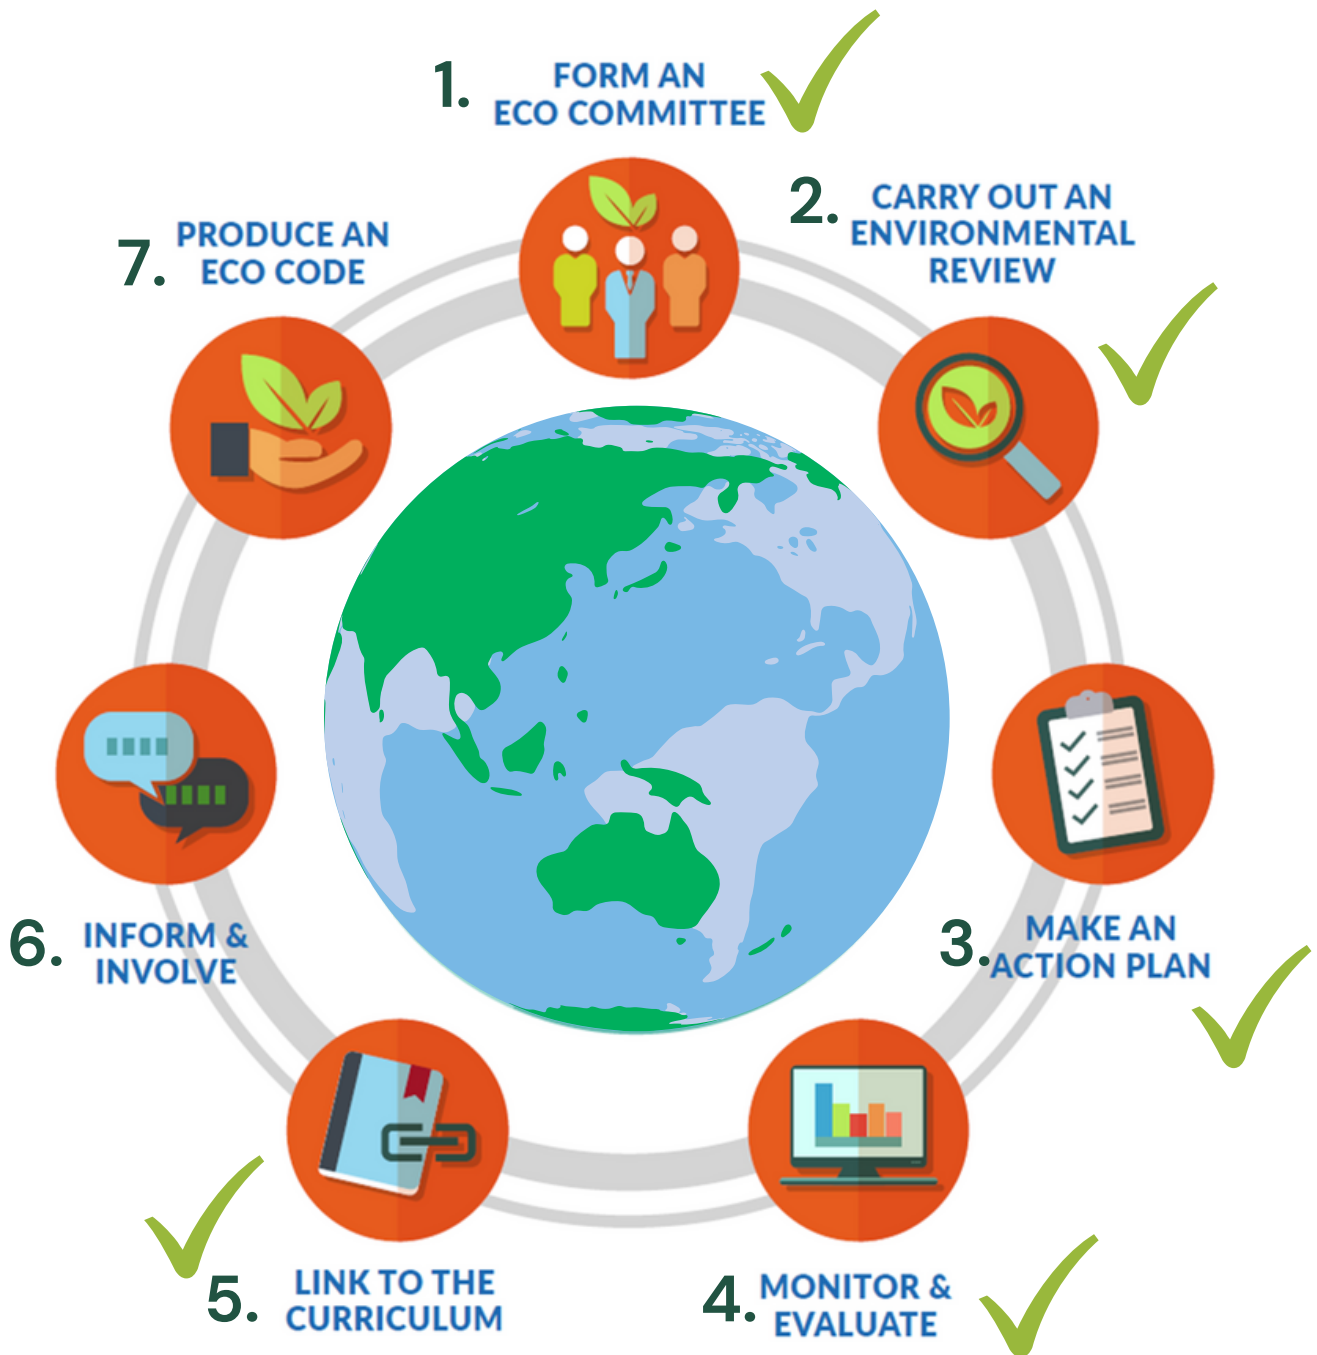 1. FORM AN
ECO COMMITTEE
2. CARRY OUT AN
ENVIRONMENTAL
REVIEW
3. MAKE AN
ACTION PLAN
4. MONITOR &
EVALUATE
5. LINK TO THE
CURRICULUM
6. INFORM &
INVOLVE
7. PRODUCE AN
ECO CODE